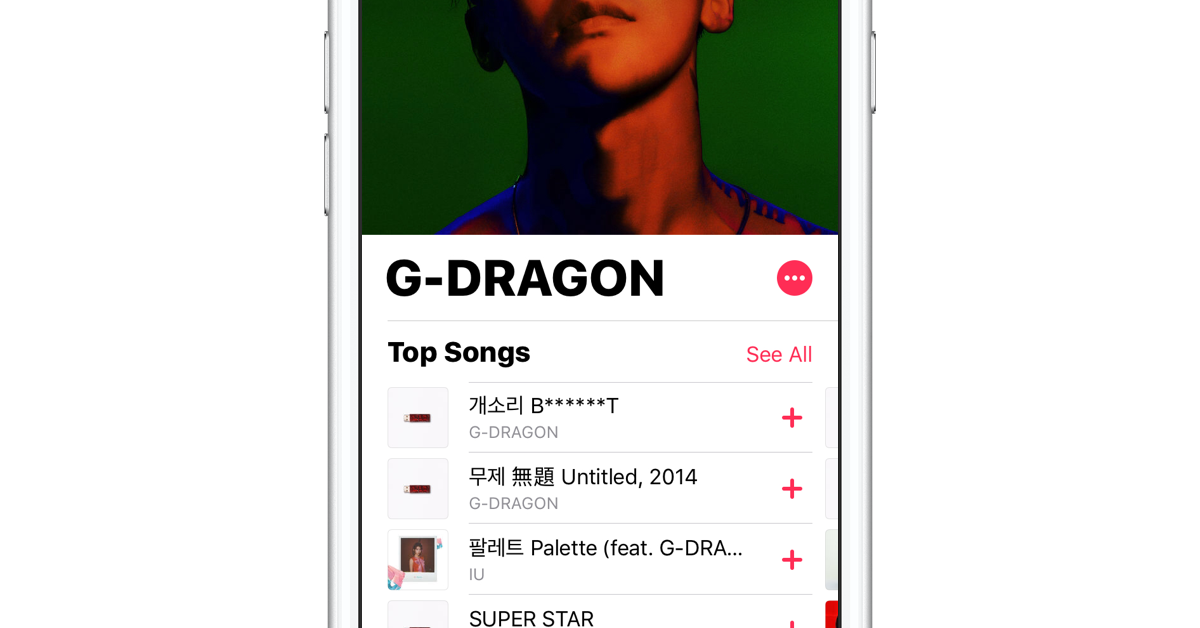 G-DRAGON
Top Songs
See All
개소리 B******T
G-DRAGON
무제 無題 Untitled, 2014
G-DRAGON
팔레트 Palette (feat. G-DRA...
IU
SUPER STAR